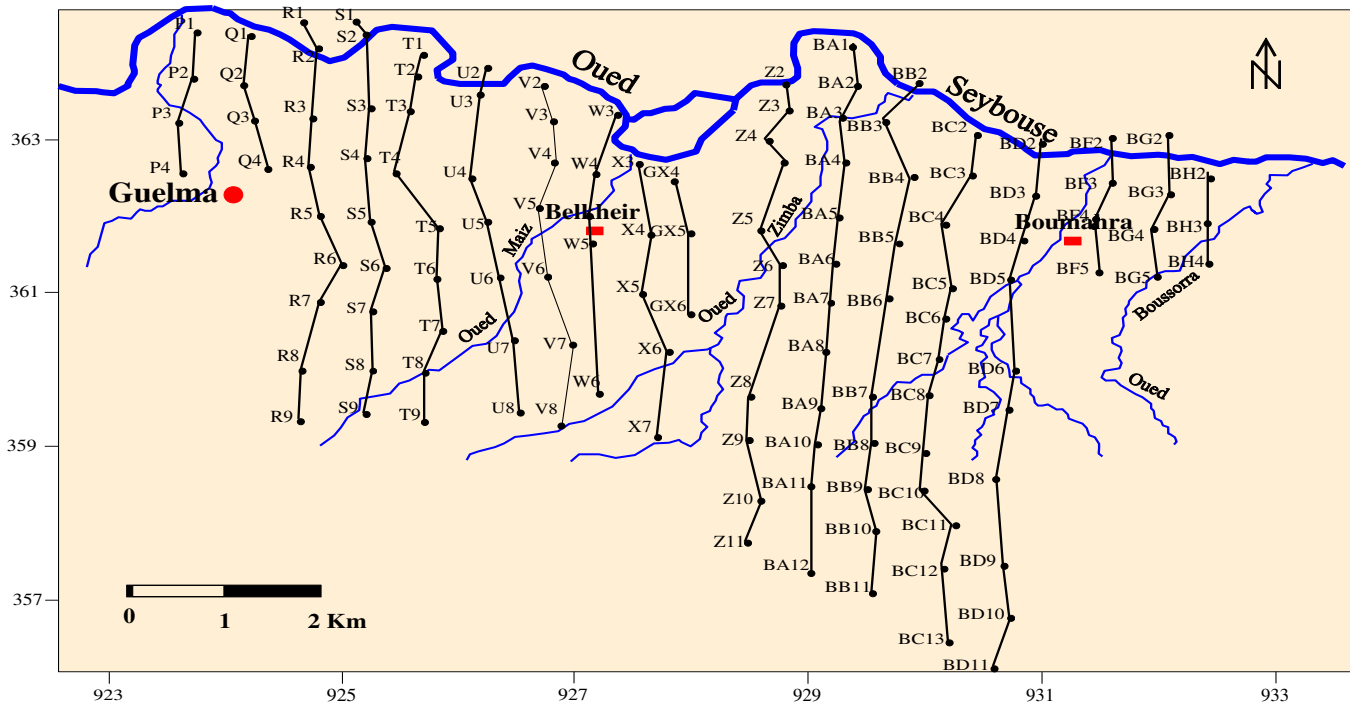 P1
P2
P3
P4
Q1
Q2
Q3
Q4
R1
R2
R3
R4
R5
R6
R7
R8
R9
S1
S2
S3
S4
S5
S6
S7
S8
S9
T1
T2
T3
T4
T5
T6
T7
T8
T9
U2
U3
U4
U5
U6
U7
U8
V2
V3
V4
V5
V6
V7
V8
W3
W4
W5
W6
X3
X4
X5
X6
X7
GX4
GX5
GX6
Z2
Z3
Z4
Z5
Z6
Z7
Z8
Z9
Z10
Z11
BA1
BA2
BA3
BA4
BA5
BA6
BA7
BA8
BA9
BA10
BA11
BA12
BB2
BB3
BB4
BB5
BB6
BB7
BB8
BB9
BB10
BB11
BC2
BC3
BC4
BC5
BC6
BC7
BC8
BC9
BC10
BC11
BC12
BC13
BD2
BD3
BD4
BD5
BD6
BD7
BD8
BD9
BD10
BD11
BF2
BF3
BF4
BF5
BG2
BG3
BG4
BG5
BH2
BH3
BH4
Oued
Seybouse
N
Guelma
Belkheir
Boumahra
Oued
Maiz
Oued
Zimba
Oued
Boussorra
363
361
359
357
0
1
2 Km
923
925
927
929
931
933